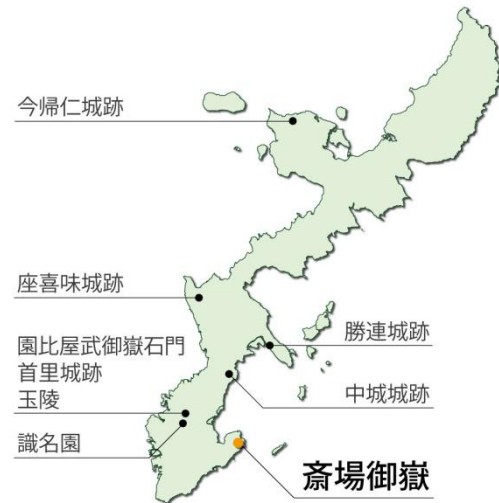 今帰仁城跡
座喜味城跡
園比屋武御嶽石門
首里城跡
玉陵
識名園
勝連城跡
中城城跡
斎場御嶽